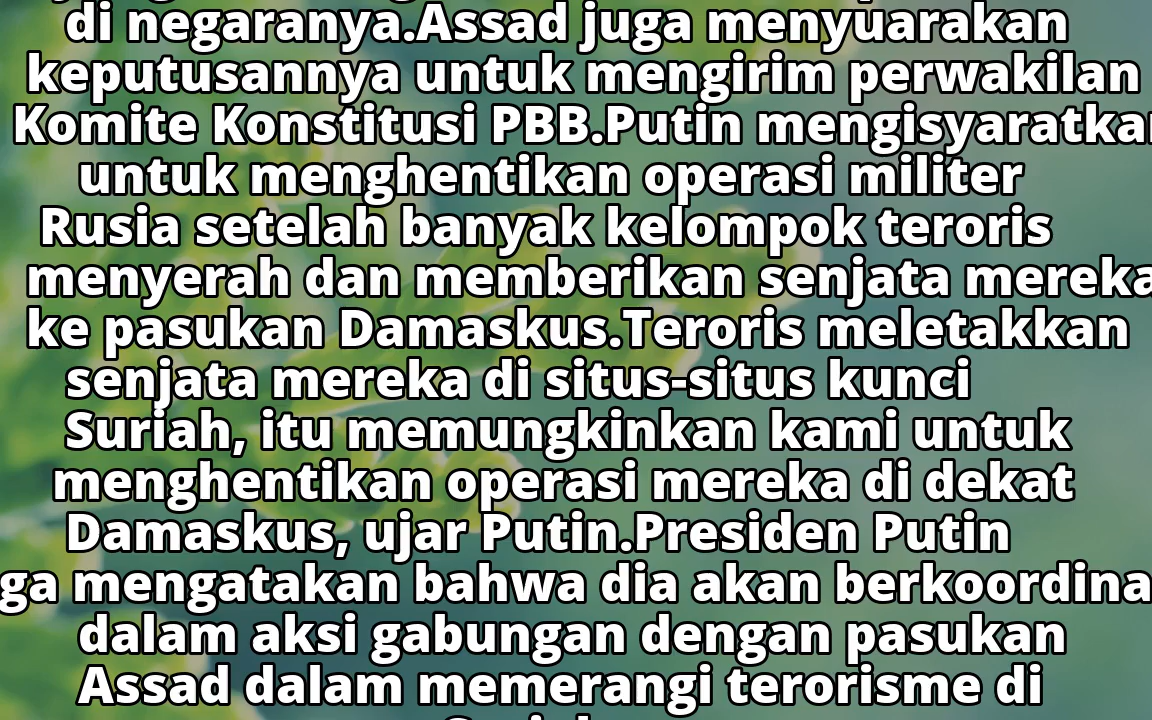 di negaranya.Assad juga menyuarakan
keputusannya untuk mengirim perwakilan
Komite Konstitusi PBB.Putin mengisyaratkan
untuk menghentikan operasi militer
Rusia setelah banyak kelompok teroris
menyerah dan memberikan senjata mereka
ke pasukan Damaskus.Teroris meletakkan
senjata mereka di situs-situs kunci
Suriah, itu memungkinkan kami untuk
menghentikan operasi mereka di dekat
Damaskus, ujar Putin.Presiden Putin
ga mengatakan bahwa dia akan berkoordina
dalam aksi gabungan dengan pasukan
Assad dalam memerangi terorisme di